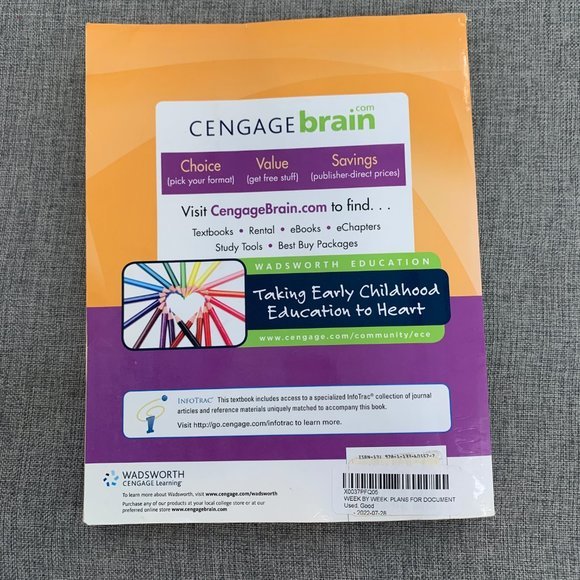 CENGAGEbrain.com
Choice Value Savings
(pick your format) (get free stuff) (publisher-direct prices)
Visit CengageBrain.com to find. . .
Textbooks • Rental • eBooks • eChapters
Study Tools • Best Buy Packages
WADSWORTH EDUCATION
Taking Early Childhood
Education to Heart
www.cengage.com/community/ece
INFOTRAC® This textbook includes access to a specialized InfoTrac® collection of journal
articles and reference materials uniquely matched to accompany this book.
Visit http://go.cengage.com/infotrac to learn more.
WADSWORTH
CENGAGE Learning™
To learn more about Wadsworth, visit www.cengage.com/wadsworth
Purchase any of our products at your local college store or at our
preferred online store www.cengagebrain.com
X0037PFQ05
WEEK BY WEEK: PLANS FOR DOCUMENT
Used, Good
- 2022-07-28